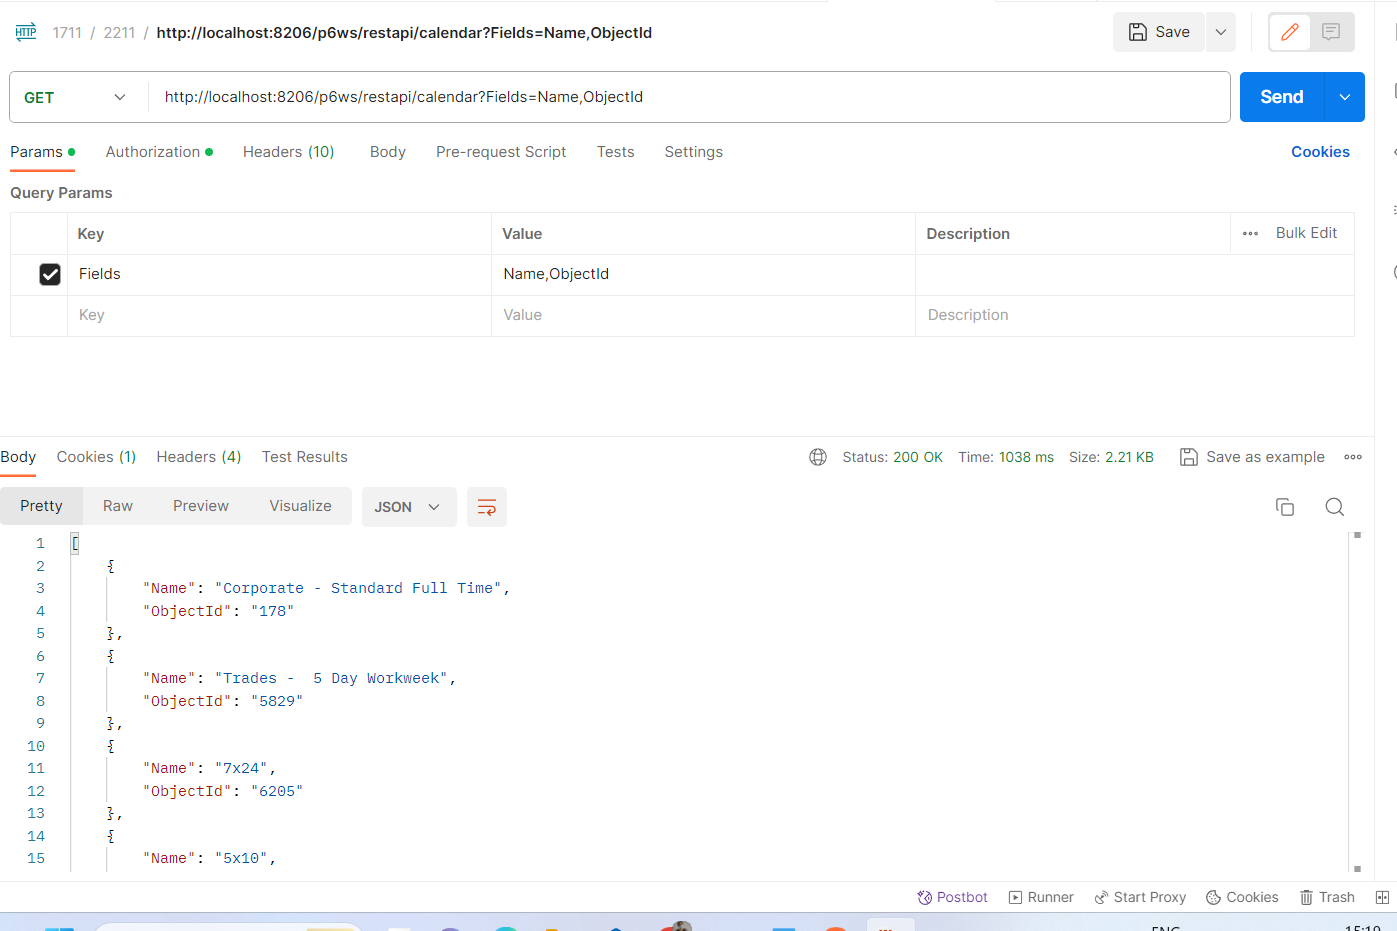 HTTP 1711 / 2211 / http://localhost:8206/p6ws/restapi/calendar?Fields=Name,ObjectId Save
GET http://localhost:8206/p6ws/restapi/calendar?Fields=Name,ObjectId Send
Params Authorization Headers (10) Body Pre-request Script Tests Settings Cookies
Query Params
Key Value Description Bulk Edit
Fields Name,ObjectId
Key Value Description
Body Cookies (1) Headers (4) Test Results Status: 200 OK Time: 1038 ms Size: 2.21 KB Save as example
Pretty Raw Preview Visualize JSON
1 [
2 {
3 "Name": "Corporate - Standard Full Time",
4 "ObjectId": "178"
5 },
6 {
7 "Name": "Trades -  5 Day Workweek",
8 "ObjectId": "5829"
9 },
10 {
11 "Name": "7x24",
12 "ObjectId": "6205"
13 },
14 {
15 "Name": "5x10",
Postbot Runner Start Proxy Cookies Trash
ENG 15:19